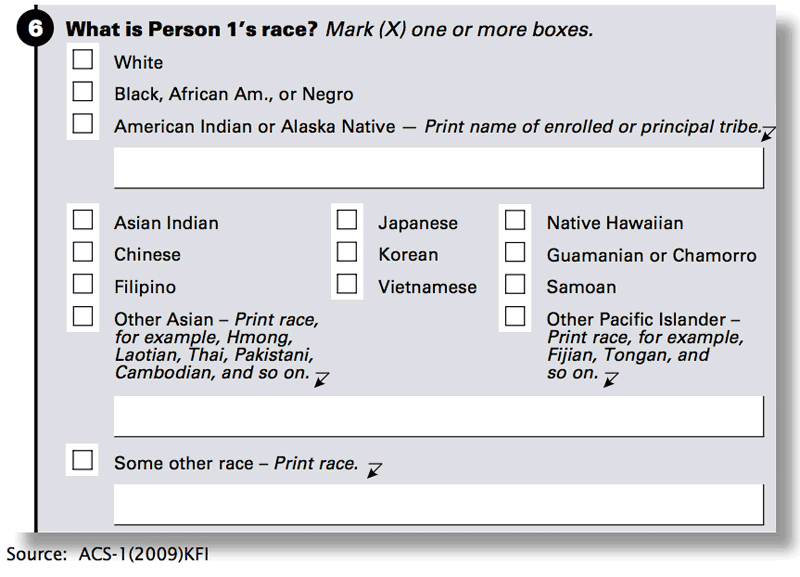 6 What is Person 1's race? Mark (X) one or more boxes.
White
Black, African Am., or Negro
American Indian or Alaska Native — Print name of enrolled or principal tribe.
Asian Indian
Chinese
Filipino
Other Asian – Print race,
for example, Hmong,
Laotian, Thai, Pakistani,
Cambodian, and so on.
Japanese
Korean
Vietnamese
Native Hawaiian
Guamanian or Chamorro
Samoan
Other Pacific Islander –
Print race, for example,
Fijian, Tongan, and
so on.
Some other race – Print race.
Source: ACS-1(2009)KFI